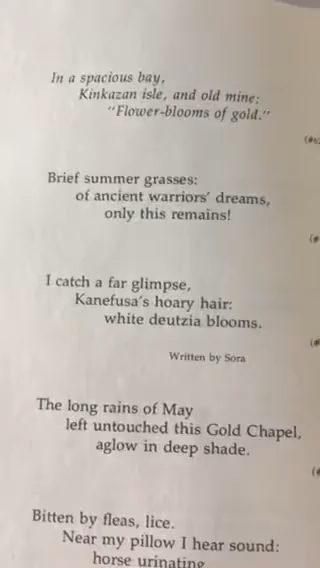 In a spacious bay,
Kinkazan isle, and old mine:
"Flower-blooms of gold."
Brief summer grasses:
of ancient warriors' dreams,
only this remains!
(#
I catch a far glimpse,
Kanefusa's hoary hair:
white deutzia blooms.
(#
Written by Sora
The long rains of May
left untouched this Gold Chapel,
aglow in deep shade.
Bitten by fleas, lice.
Near my pillow I hear sound:
horse urinating